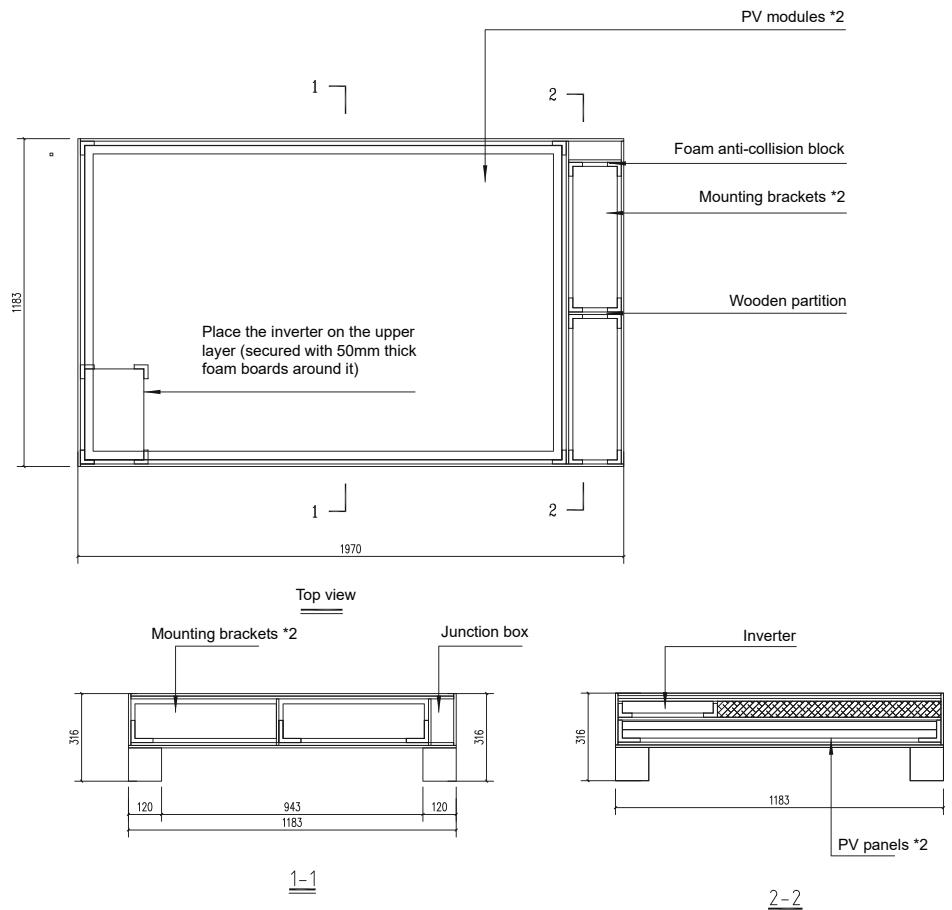 PV modules *2
1
2
Foam anti-collision block
Mounting brackets *2
1183
Wooden partition
Place the inverter on the upper
layer (secured with 50mm thick
foam boards around it)
1
2
1970
Top view
Mounting brackets *2
Junction box
Inverter
316
316
316
120
943
120
1183
1183
PV panels *2
1-1
2-2